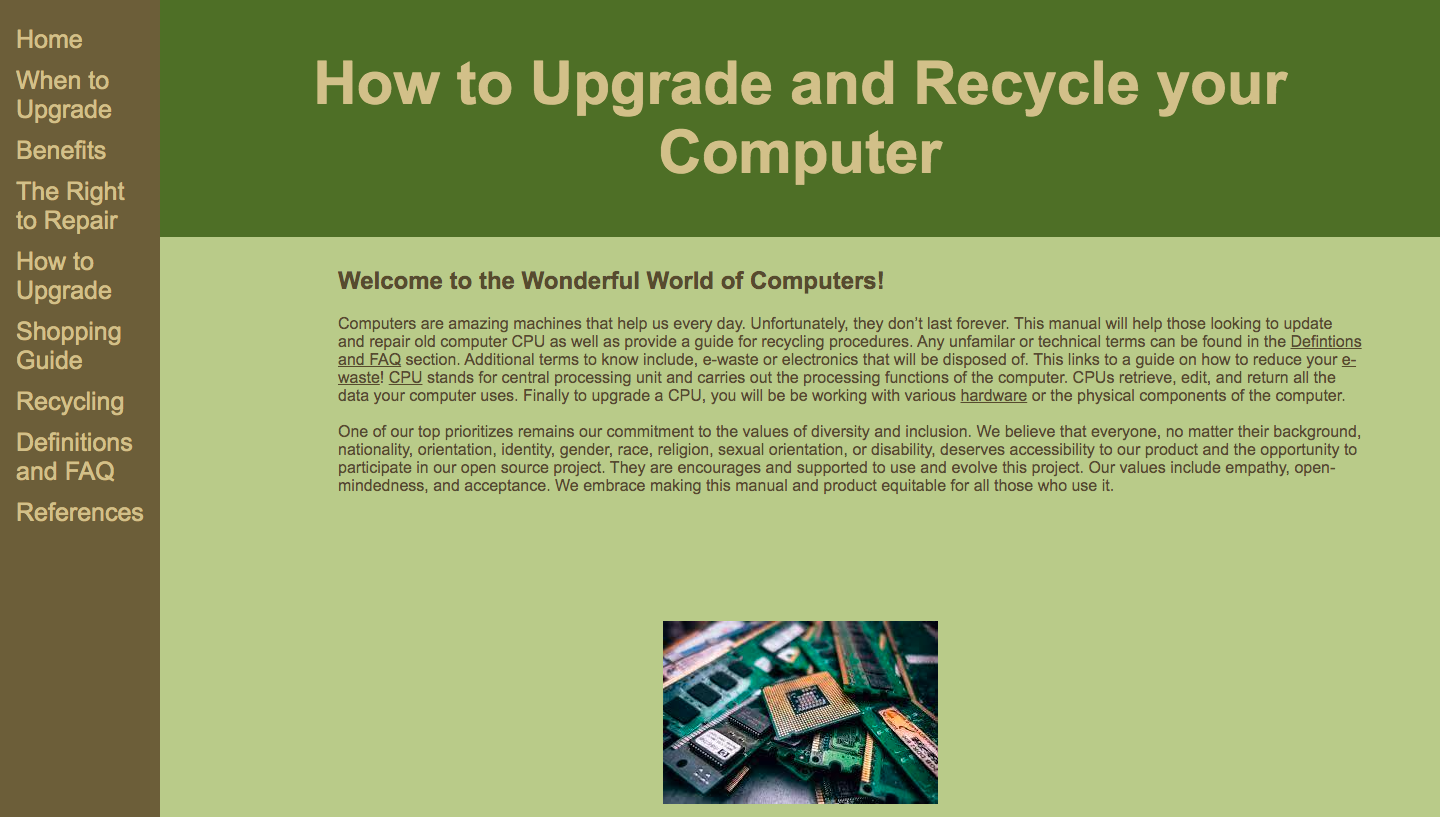 Home
When to
Upgrade
Benefits
The Right
to Repair
How to
Upgrade
Shopping
Guide
Recycling
Definitions
and FAQ
References
How to Upgrade and Recycle your
Computer
Welcome to the Wonderful World of Computers!
Computers are amazing machines that help us every day. Unfortunately, they don’t last forever. This manual will help those looking to update
and repair old computer CPU as well as provide a guide for recycling procedures. Any unfamilar or technical terms can be found in the Defintions
and FAQ section. Additional terms to know include, e-waste or electronics that will be disposed of. This links to a guide on how to reduce your e-
waste! CPU stands for central processing unit and carries out the processing functions of the computer. CPUs retrieve, edit, and return all the
data your computer uses. Finally to upgrade a CPU, you will be be working with various hardware or the physical components of the computer.
One of our top prioritizes remains our commitment to the values of diversity and inclusion. We believe that everyone, no matter their background,
nationality, orientation, identity, gender, race, religion, sexual orientation, or disability, deserves accessibility to our product and the opportunity to
participate in our open source project. They are encourages and supported to use and evolve this project. Our values include empathy, open-
mindedness, and acceptance. We embrace making this manual and product equitable for all those who use it.